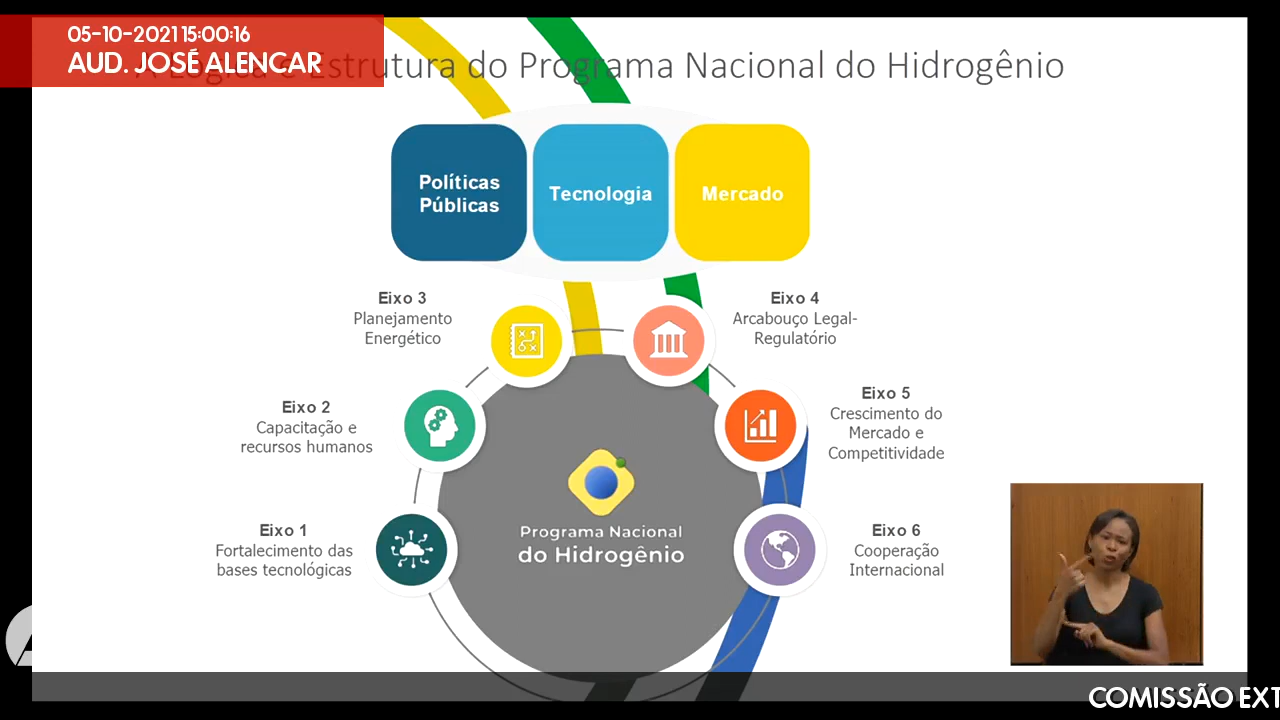 05-10-2021 15:00:16
AUD. JOSÉ ALENCAR
Estrutura do Programa Nacional do Hidrogênio
Políticas
Públicas
Tecnologia
Mercado
Eixo 3
Planejamento
Energético
Eixo 4
Arcabouço Legal-
Regulatório
Eixo 2
Capacitação e
recursos humanos
Eixo 5
Crescimento do
Mercado e
Competitividade
Eixo 1
Fortalecimento das
bases tecnológicas
Programa Nacional
do Hidrogênio
Eixo 6
Cooperação
Internacional
COMISSÃO EXT